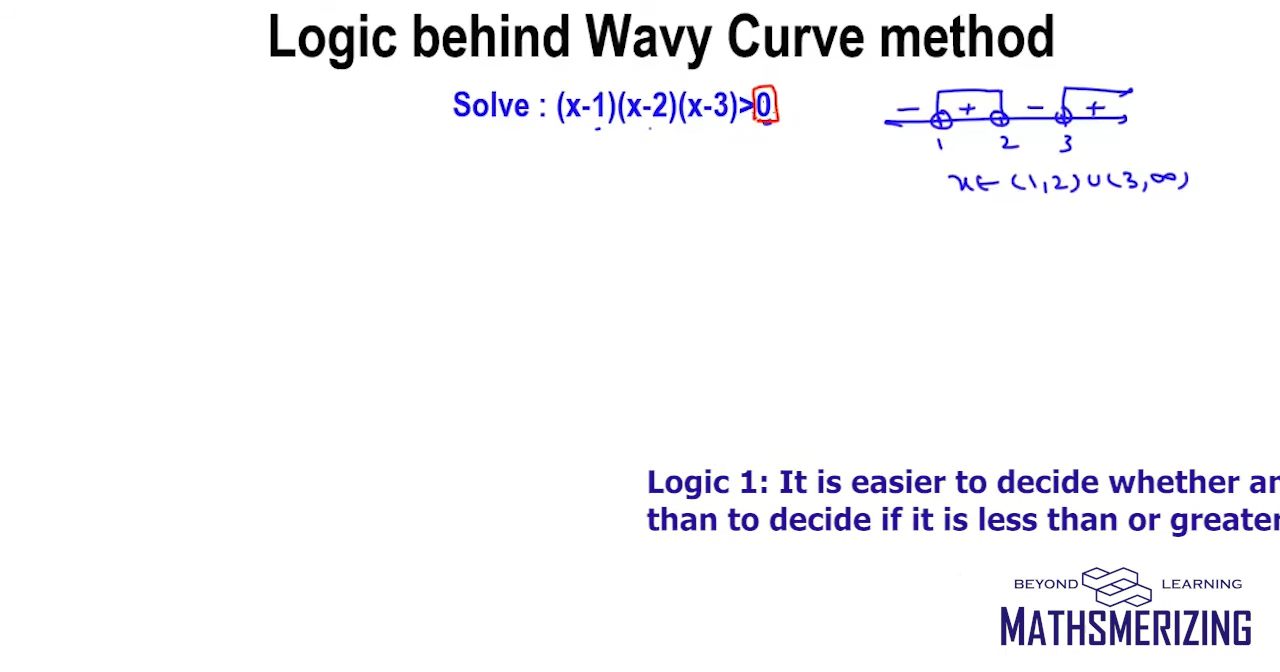 Logic behind Wavy Curve method
Solve : (x-1)(x-2)(x-3)>0
− + − +
1 2 3
x∈ (1,2)∪(3,∞)
Logic 1: It is easier to decide whether an
than to decide if it is less than or greater
BEYOND LEARNING
MATHSMERIZING